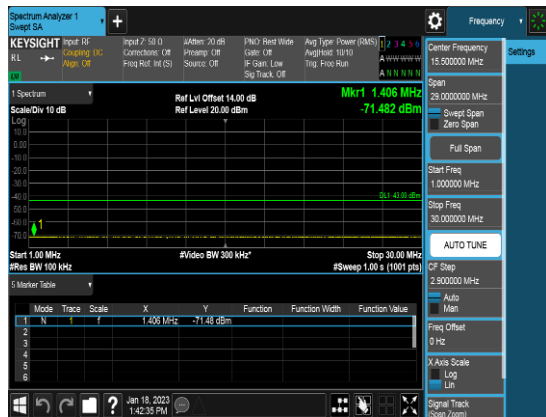 Spectrum Analyzer 1
Swept SA
Frequency
KEYSIGHT
RL
Input: RF
Coupling: DC
Align: Off
Input Z: 50 Ω
Corrections: Off
Freq Ref: Int (S)
#Atten: 20 dB
Preamp: Off
Source: Off
PNO: Best Wide
Gate: Off
IF Gain: Low
Sig Track: Off
Avg Type: Power (RMS)
Avg|Hold: 10/10
Trig: Free Run
1 2 3 4 5 6
A W W W W W
A N N N N N
LV
1 Spectrum
Scale/Div 10 dB
Ref Lvl Offset 14.00 dB
Ref Level 20.00 dBm
Mkr1 1.406 MHz
-71.482 dBm
Log
10.0
0.00
-10.0
-20.0
-30.0
-40.0
-50.0
-60.0
-70.0
1
Start 1.00 MHz
#Res BW 100 kHz
#Video BW 300 kHz*
Stop 30.00 MHz
#Sweep 1.00 s (1001 pts)
5 Marker Table
Mode Trace Scale X Y Function Function Width Function Value
1 N 1 f 1.406 MHz -71.48 dBm
2
3
4
5
6
Jan 18, 2023
1:42:35 PM
Center Frequency
15.500000 MHz
Settings
Span
29.0000000 MHz
Swept Span
Zero Span
Full Span
Start Freq
1.000000 MHz
Stop Freq
30.000000 MHz
AUTO TUNE
CF Step
2.900000 MHz
Auto
Man
Freq Offset
0 Hz
X Axis Scale
Log
Lin
Signal Track
(Span Zoom)